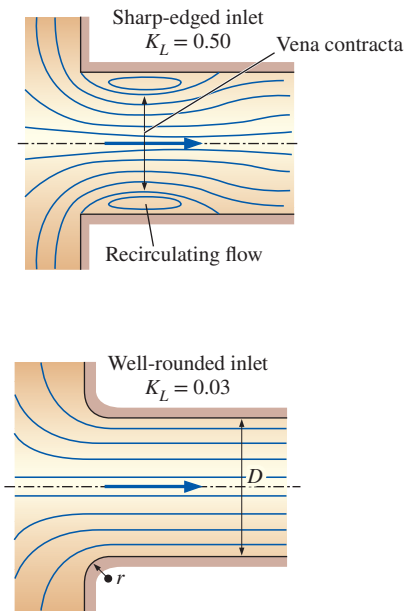 Sharp-edged inlet
K_L = 0.50
Vena contracta
Recirculating flow
Well-rounded inlet
K_L = 0.03
D
r